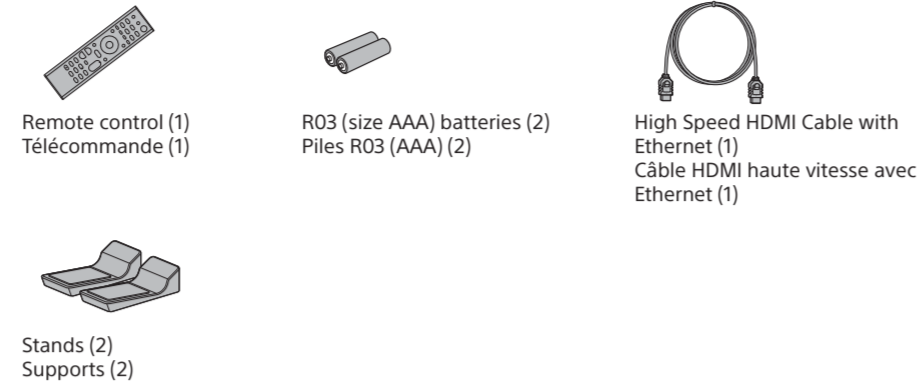 Remote control (1)
Télécommande (1)
R03 (size AAA) batteries (2)
Piles R03 (AAA) (2)
High Speed HDMI Cable with
Ethernet (1)
Câble HDMI haute vitesse avec
Ethernet (1)
Stands (2)
Supports (2)